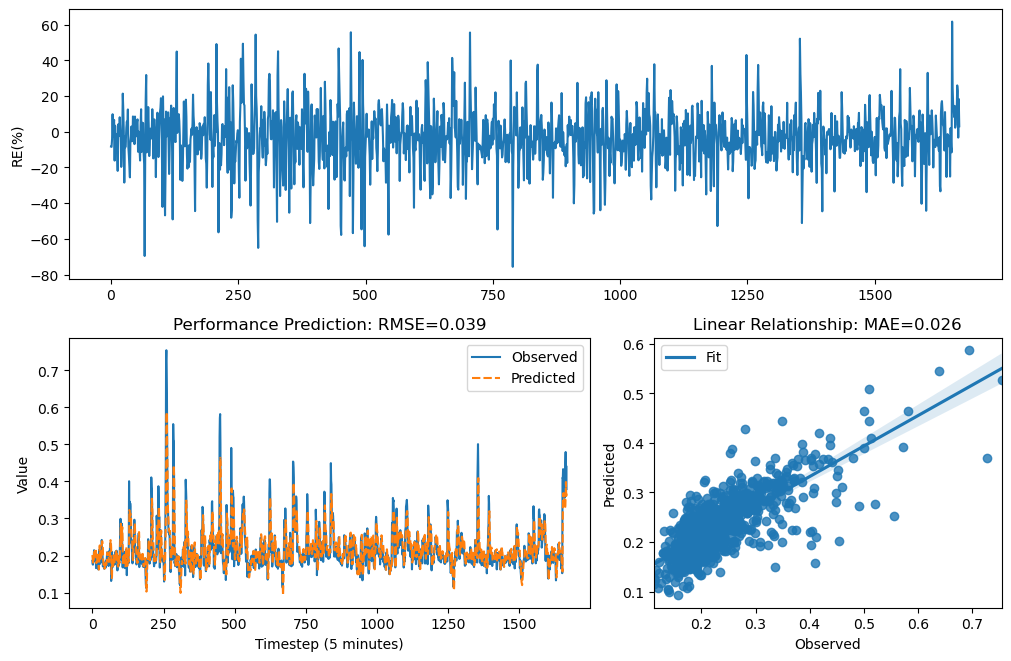 60
40
20
0
−20
−40
−60
−80
RE(%)
0 250 500 750 1000 1250 1500
Performance Prediction: RMSE=0.039
Observed
Predicted
0.7
0.6
0.5
0.4
0.3
0.2
0.1
Value
0 250 500 750 1000 1250 1500
Timestep (5 minutes)
Linear Relationship: MAE=0.026
Fit
0.6
0.5
0.4
0.3
0.2
0.1
Predicted
0.2 0.3 0.4 0.5 0.6 0.7
Observed